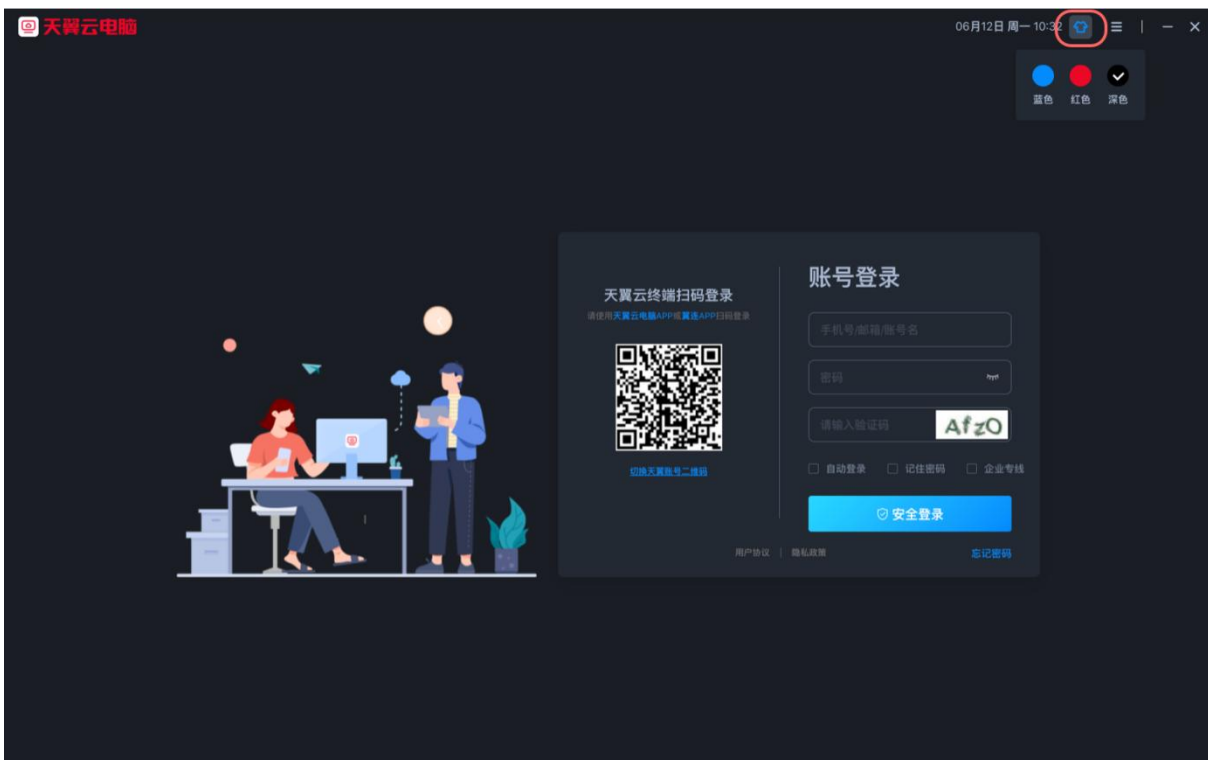 天翼云电脑
06月12日 周一 10:32
蓝色 红色 深色
天翼云终端扫码登录
请使用天翼云电脑APP或翼连APP扫码登录
切换天翼账号二维码
账号登录
手机号/邮箱/账号名
密码
请输入验证码 AfzO
自动登录 记住密码 企业专线
安全登录
用户协议 | 隐私政策 忘记密码